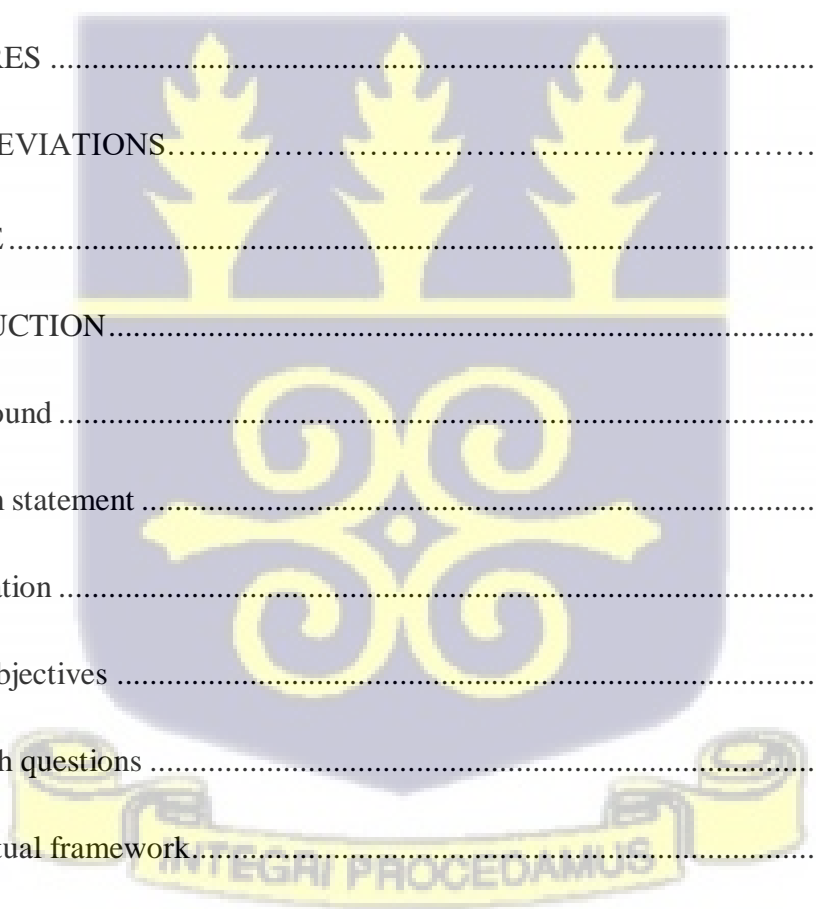 RES ........................................................................................................
EVIATIONS........................................................................................................
E........................................................................................................
UCTION........................................................................................................
ound ........................................................................................................
n statement ........................................................................................................
ation ........................................................................................................
bjectives ........................................................................................................
h questions ........................................................................................................
tual framework........................................................................................................
INTEGRI PROCEDAMUS